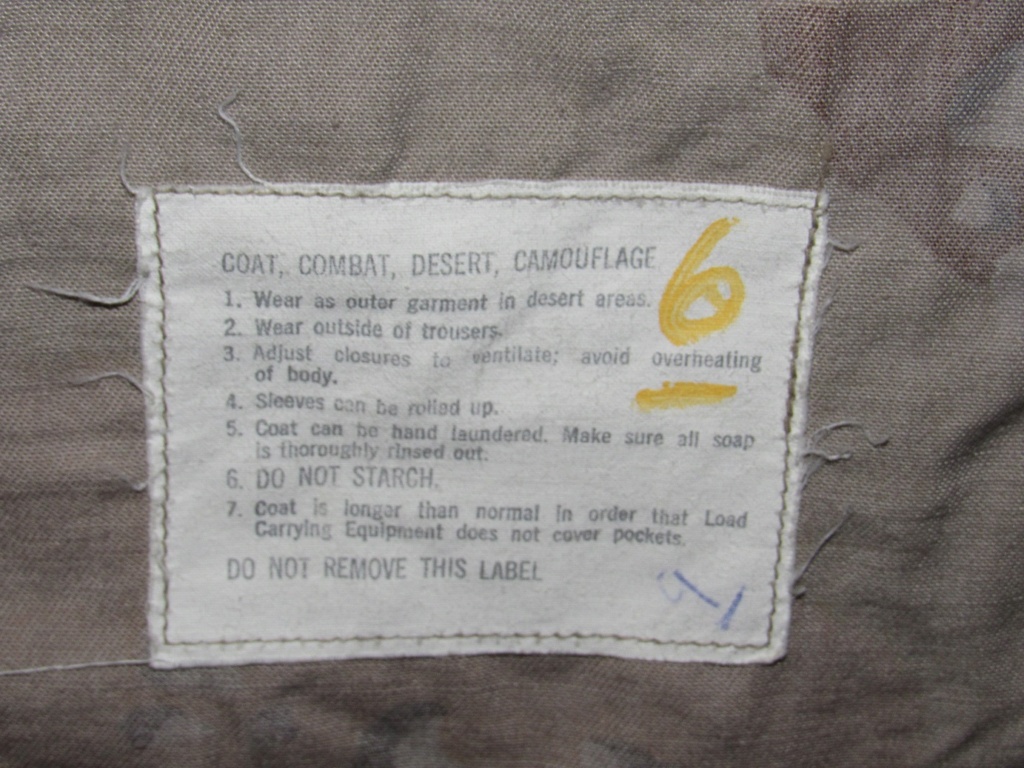 COAT, COMBAT, DESERT, CAMOUFLAGE
6
1. Wear as outer garment in desert areas.
2. Wear outside of trousers.
3. Adjust closures to ventilate; avoid overheating
of body.
4. Sleeves can be rolled up.
5. Coat can be hand laundered. Make sure all soap
is thoroughly rinsed out.
6. DO NOT STARCH.
7. Coat is longer than normal in order that Load
Carrying Equipment does not cover pockets.
DO NOT REMOVE THIS LABEL